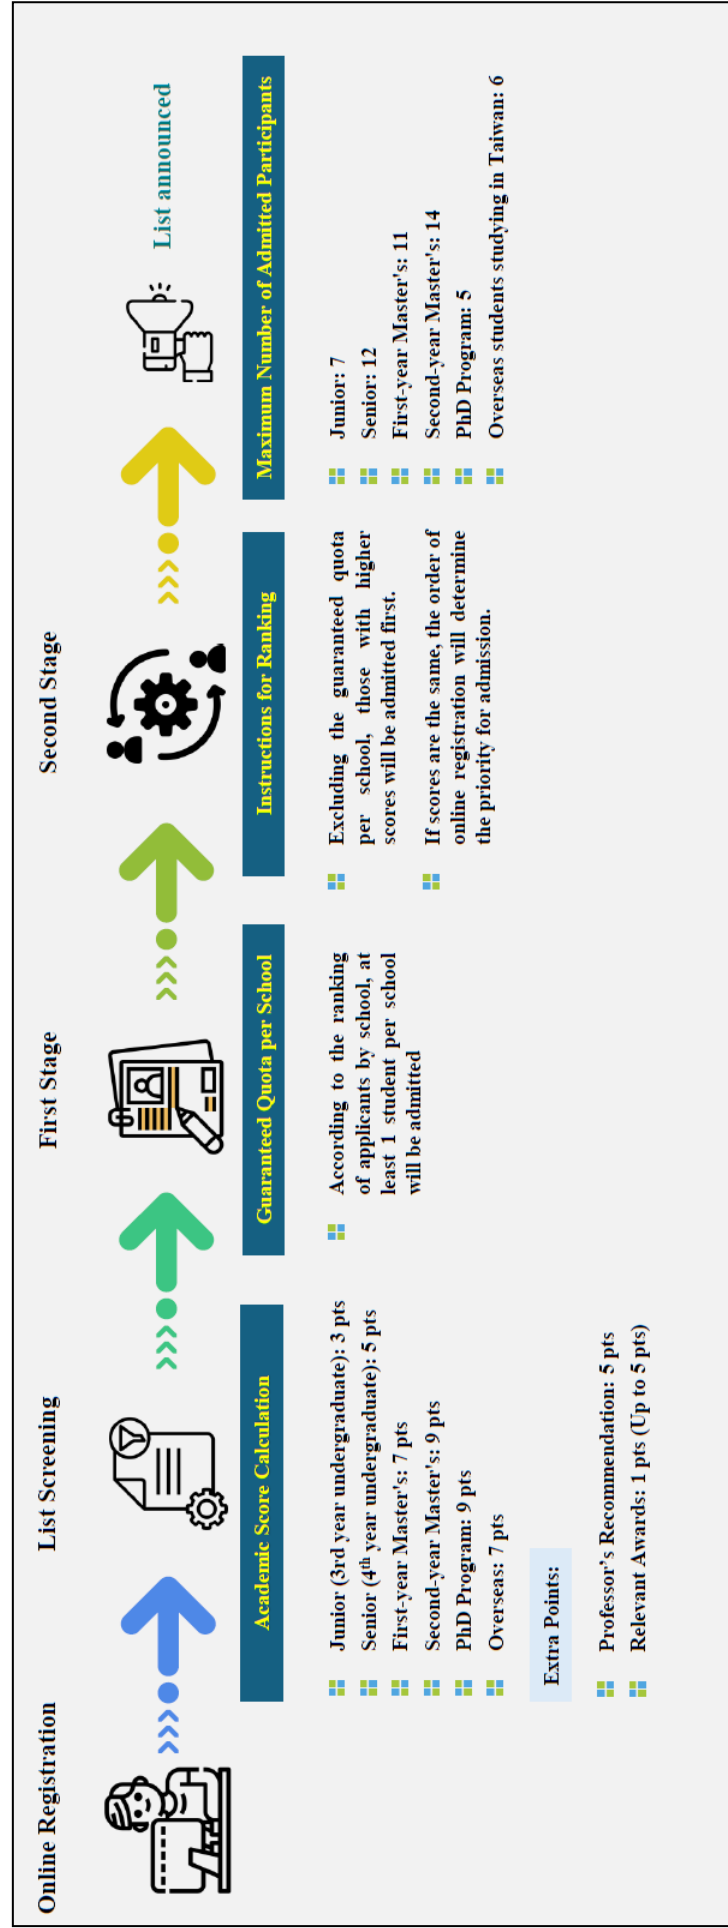 Online Registration
List Screening
First Stage
Second Stage
List announced
Academic Score Calculation
Junior (3rd year undergraduate): 3 pts
Senior (4th year undergraduate): 5 pts
First-year Master's: 7 pts
Second-year Master's: 9 pts
PhD Program: 9 pts
Overseas: 7 pts
Extra Points:
Professor’s Recommendation: 5 pts
Relevant Awards: 1 pts (Up to 5 pts)
Guaranteed Quota per School
According to the ranking
of applicants by school, at
least 1 student per school
will be admitted
Instructions for Ranking
Excluding the guaranteed quota
per school, those with higher
scores will be admitted first.
If scores are the same, the order of
online registration will determine
the priority for admission.
Maximum Number of Admitted Participants
Junior: 7
Senior: 12
First-year Master's: 11
Second-year Master's: 14
PhD Program: 5
Overseas students studying in Taiwan: 6